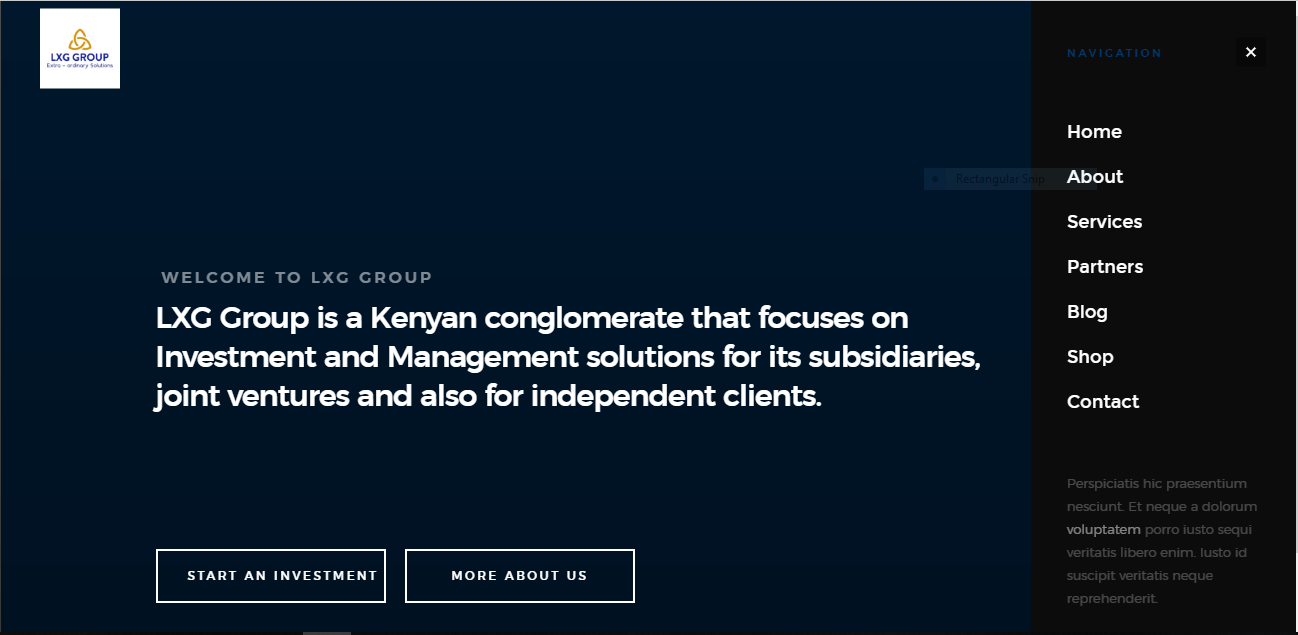 LXG GROUP
Extra - ordinary Solutions
NAVIGATION
Home
Rectangular Snip
About
Services
Partners
Blog
Shop
Contact
WELCOME TO LXG GROUP
LXG Group is a Kenyan conglomerate that focuses on
Investment and Management solutions for its subsidiaries,
joint ventures and also for independent clients.
START AN INVESTMENT
MORE ABOUT US
Perspiciatis hic praesentium
nesciunt. Et neque a dolorum
voluptatem porro iusto sequi
veritatis libero enim. Iusto id
suscipit veritatis neque
reprehenderit.